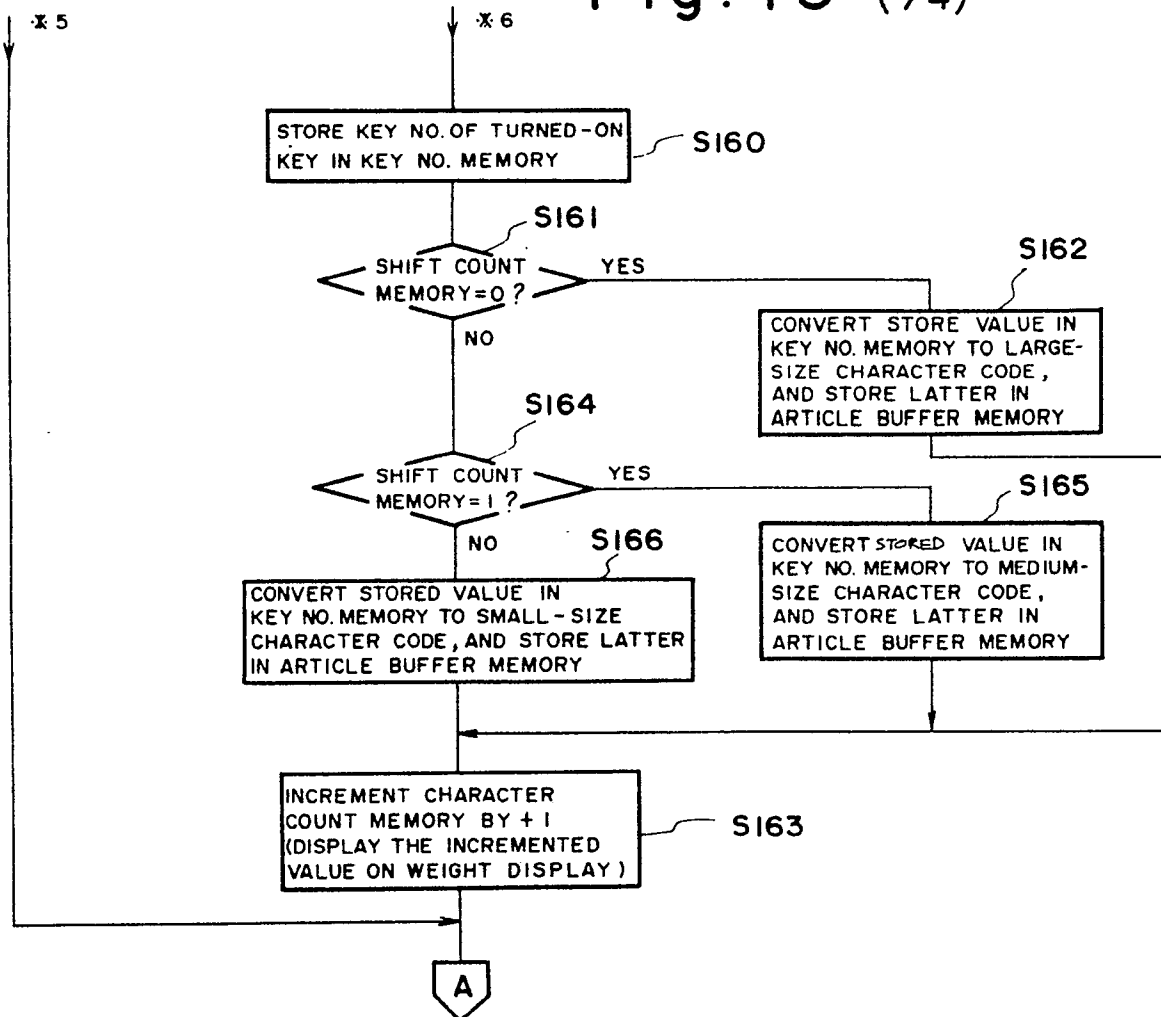 Fig. 13 (/4)
※5
※6
STORE KEY NO. OF TURNED-ON
KEY IN KEY NO. MEMORY
S160
S161
SHIFT COUNT
MEMORY=0?
YES
NO
S162
CONVERT STORE VALUE IN
KEY NO. MEMORY TO LARGE-
SIZE CHARACTER CODE,
AND STORE LATTER IN
ARTICLE BUFFER MEMORY
S164
SHIFT COUNT
MEMORY=1?
YES
NO
S165
CONVERT STORED VALUE IN
KEY NO. MEMORY TO MEDIUM-
SIZE CHARACTER CODE,
AND STORE LATTER IN
ARTICLE BUFFER MEMORY
S166
CONVERT STORED VALUE IN
KEY NO. MEMORY TO SMALL-SIZE
CHARACTER CODE, AND STORE LATTER
IN ARTICLE BUFFER MEMORY
INCREMENT CHARACTER
COUNT MEMORY BY +1
(DISPLAY THE INCREMENTED
VALUE ON WEIGHT DISPLAY)
S163
A